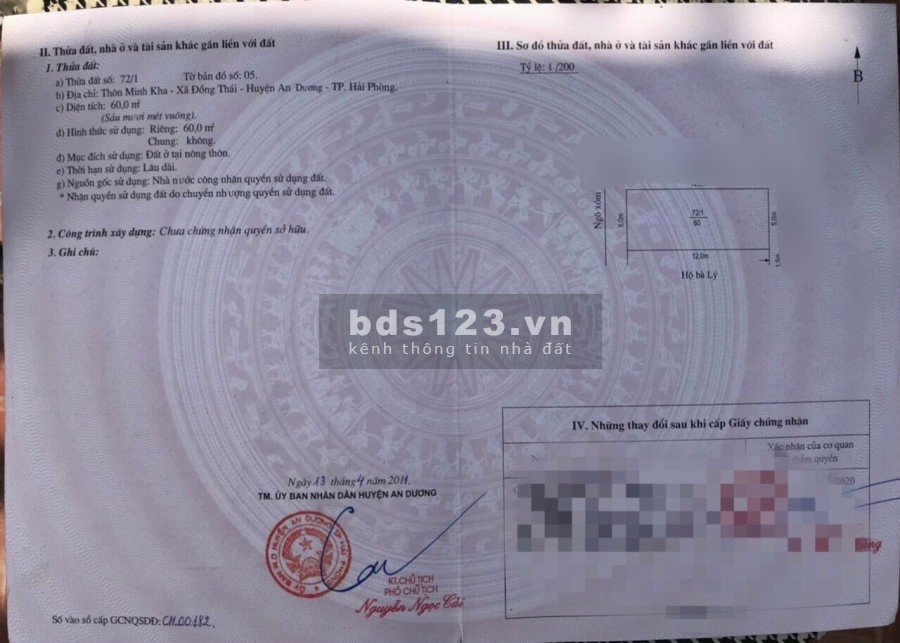 II. Thửa đất, nhà ở và tài sản khác gắn liền với đất
1. Thửa đất:
a) Thửa đất số: 72/1 Tờ bản đồ số: 05.
b) Địa chỉ: Thôn Minh Kha - Xã Đồng Thái - Huyện An Dương - TP. Hải Phòng.
c) Diện tích: 60,0 m²
(Sáu mươi mét vuông).
d) Hình thức sử dụng: Riêng: 60,0 m²
Chung: không.
đ) Mục đích sử dụng: Đất ở tại nông thôn.
e) Thời hạn sử dụng: Lâu dài.
g) Nguồn gốc sử dụng: Nhà nước công nhận quyền sử dụng đất.
* Nhận quyền sử dụng đất do chuyển nhượng quyền sử dụng đất.
2. Công trình xây dựng: Chưa chứng nhận quyền sở hữu.
3. Ghi chú:
Ngày 13 tháng 4 năm 2011.
TM. ỦY BAN NHÂN DÂN HUYỆN AN DƯƠNG
ỦY BAN N.D HUYỆN AN DƯƠNG TP HẢI PHÒNG
KT.CHỦ TỊCH
PHÓ CHỦ TỊCH
Nguyễn Ngọc Cải
Số vào sổ cấp GCNQSDĐ: CH.00182.
III. Sơ đồ thửa đất, nhà ở và tài sản khác gắn liền với đất
Tỷ lệ: 1/200
B
Ngõ xóm
5,0m
72/1
60
5,0m
12,0m
1,5m
Hộ bà Lý
bds123.vn
kênh thông tin nhà đất
IV. Những thay đổi sau khi cấp Giấy chứng nhận
Xác nhận của cơ quan
thẩm quyền
2020